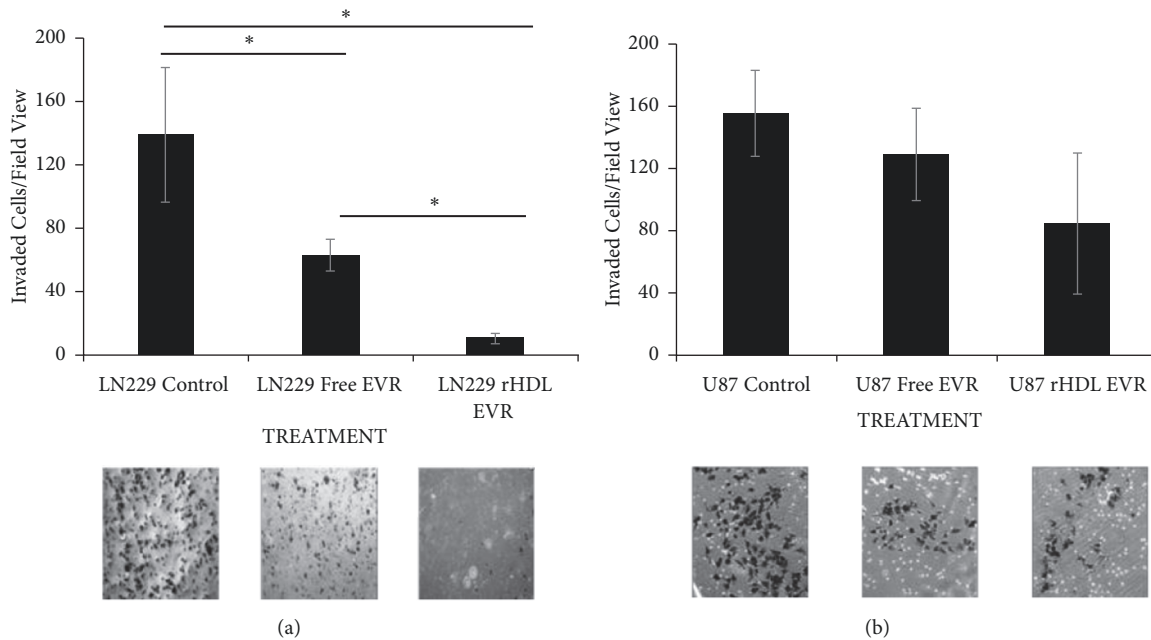 *
*
*
200
160
120
80
40
0
Invaded Cells/Field View
LN229 Control
LN229 Free EVR
LN229 rHDL
EVR
TREATMENT
(a)
200
160
120
80
40
0
Invaded Cells/Field View
U87 Control
U87 Free EVR
U87 rHDL EVR
TREATMENT
(b)